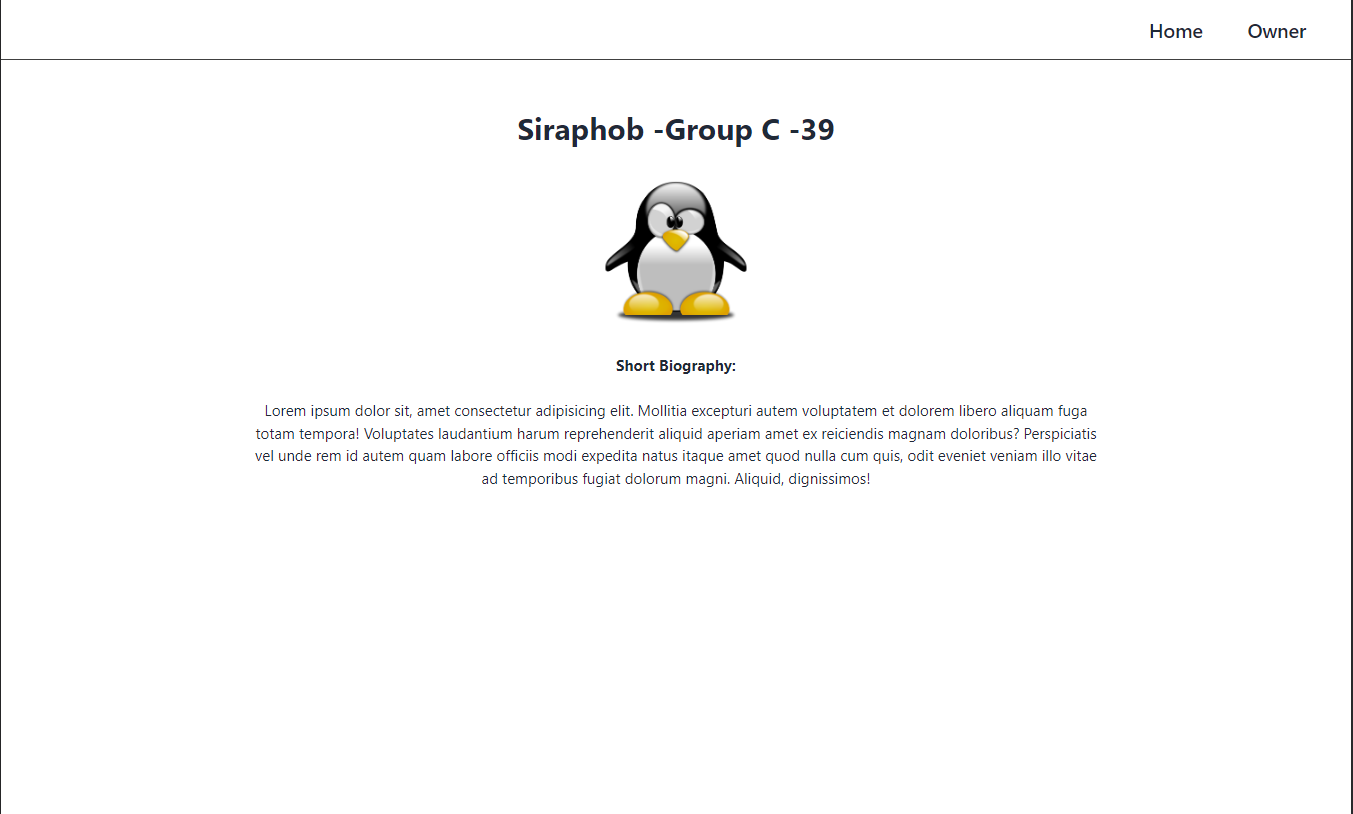 Home Owner
Siraphob -Group C -39
Short Biography:
Lorem ipsum dolor sit, amet consectetur adipisicing elit. Mollitia excepturi autem voluptatem et dolorem libero aliquam fuga
totam tempora! Voluptates laudantium harum reprehenderit aliquid aperiam amet ex reiciendis magnam doloribus? Perspiciatis
vel unde rem id autem quam labore officiis modi expedita natus itaque amet quod nulla cum quis, odit eveniet veniam illo vitae
ad temporibus fugiat dolorum magni. Aliquid, dignissimos!